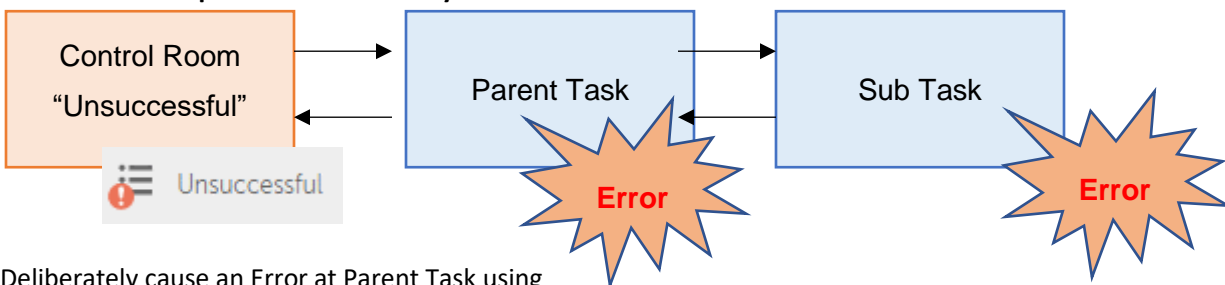 Control Room
“Unsuccessful”
Parent Task
Sub Task
Unsuccessful
Error
Error
Deliberately cause an Error at Parent Task using